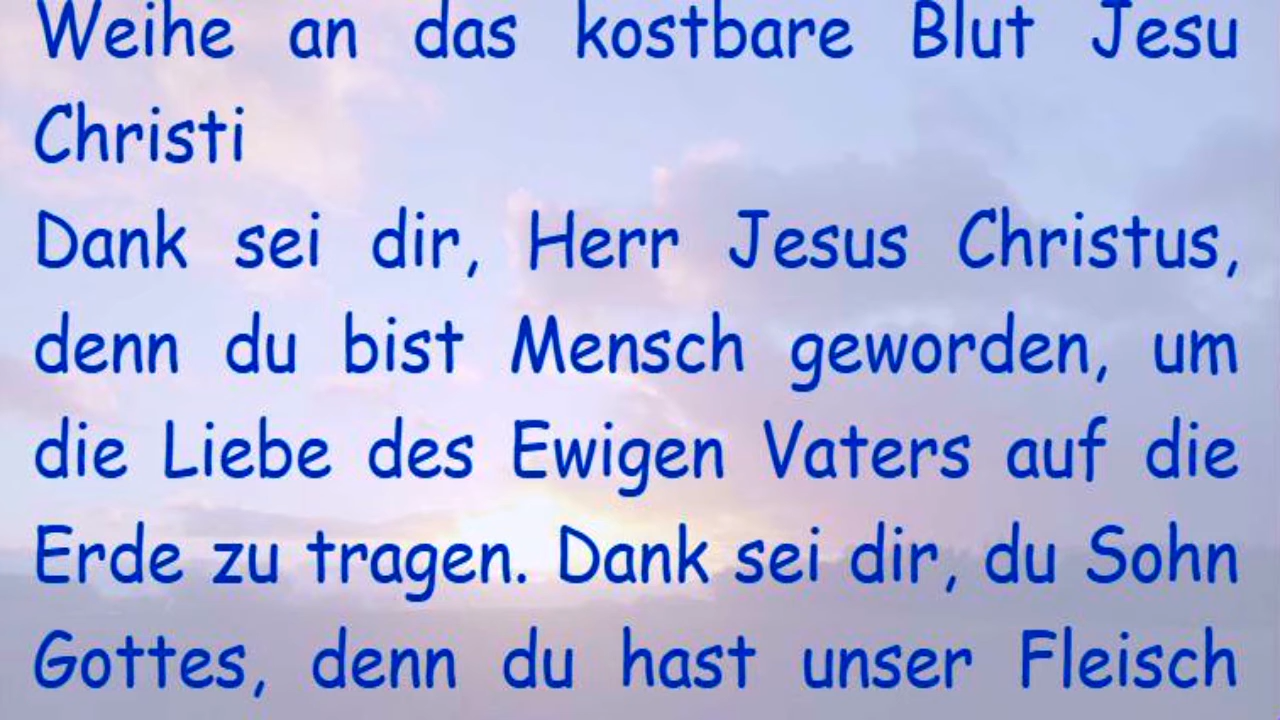 Weihe an das kostbare Blut Jesu
Christi
Dank sei dir, Herr Jesus Christus,
denn du bist Mensch geworden, um
die Liebe des Ewigen Vaters auf die
Erde zu tragen. Dank sei dir, du Sohn
Gottes, denn du hast unser Fleisch